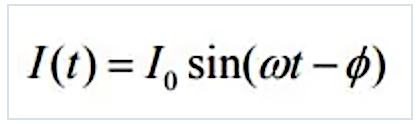 I(t) = I₀ sin(ωt − ϕ)